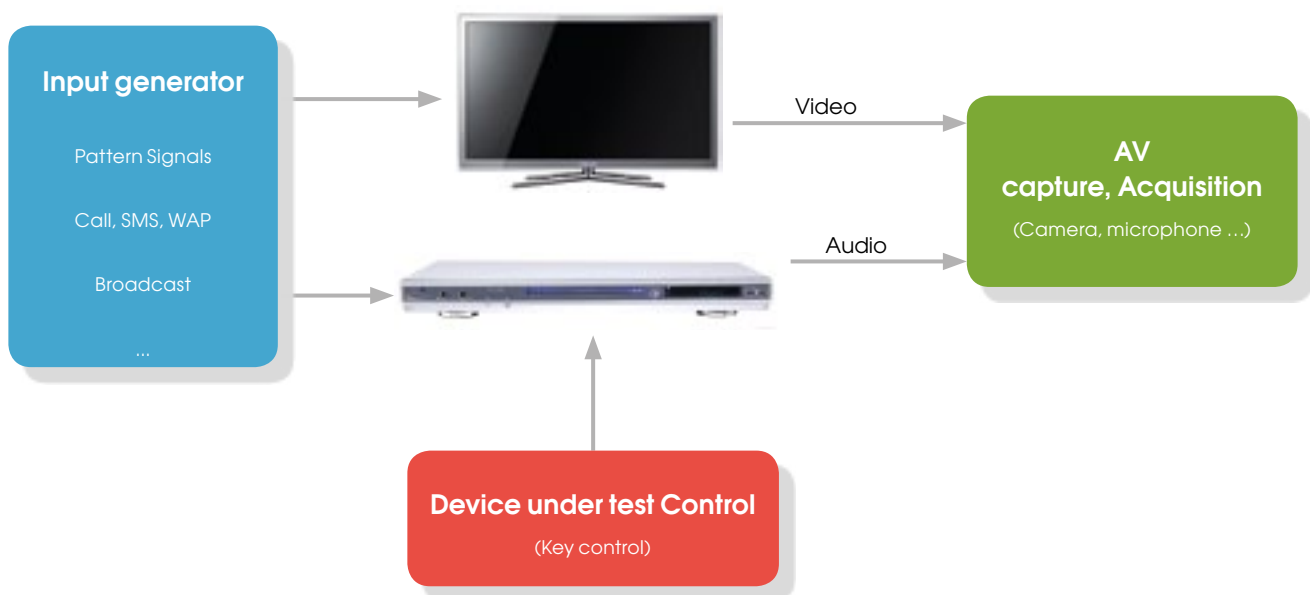 Input generator
Pattern Signals
Call, SMS, WAP
Broadcast
...
Video
Audio
AV
capture, Acquisition
(Camera, microphone ...)
Device under test Control
(Key control)